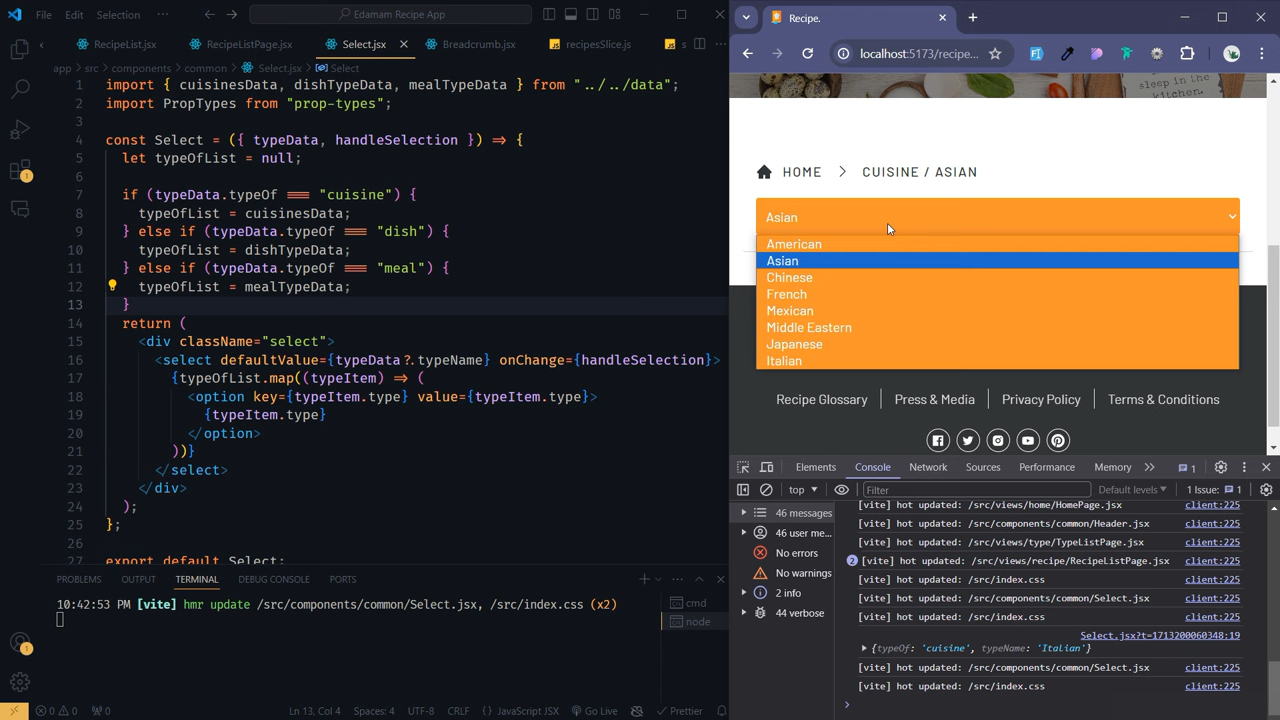 File Edit Selection ... Edamam Recipe App
RecipeList.jsx RecipeListPage.jsx Select.jsx Breadcrumb.jsx recipesSlice.js s
app > src > components > common > Select.jsx > Select
1 import { cuisinesData, dishTypeData, mealTypeData } from "../../data";
2 import PropTypes from "prop-types";
3
4 const Select = ({ typeData, handleSelection }) => {
5 let typeOfList = null;
6
7 if (typeData.typeOf === "cuisine") {
8 typeOfList = cuisinesData;
9 } else if (typeData.typeOf === "dish") {
10 typeOfList = dishTypeData;
11 } else if (typeData.typeOf === "meal") {
12 typeOfList = mealTypeData;
13 }
14 return (
15 <div className="select">
16 <select defaultValue={typeData?.typeName} onChange={handleSelection}>
17 {typeOfList.map((typeItem) => (
18 <option key={typeItem.type} value={typeItem.type}>
19 {typeItem.type}
20 </option>
21 ))}
22 </select>
23 </div>
24 );
25 };
26
27 export default Select;
PROBLEMS OUTPUT TERMINAL DEBUG CONSOLE PORTS
10:42:53 PM [vite] hmr update /src/components/common/Select.jsx, /src/index.css (x2)
cmd
node
1
1
0 0 0 Ln 13, Col 4 Spaces: 4 UTF-8 CRLF {} JavaScript JSX Go Live Prettier
Recipe.
localhost:5173/recipe...
sleep in the
kitchen.
HOME > CUISINE / ASIAN
Asian
American
Asian
Chinese
French
Mexican
Middle Eastern
Japanese
Italian
Recipe Glossary Press & Media Privacy Policy Terms & Conditions
Elements Console Network Sources Performance Memory 1
top Filter Default levels 1 Issue: 1
46 messages
46 user me...
No errors
No warnings
2 info
44 verbose
[vite] hot updated: /src/views/home/HomePage.jsx client:225
[vite] hot updated: /src/components/common/Header.jsx client:225
[vite] hot updated: /src/views/type/TypeListPage.jsx client:225
2 [vite] hot updated: /src/views/recipe/RecipeListPage.jsx client:225
[vite] hot updated: /src/index.css client:225
[vite] hot updated: /src/components/common/Select.jsx client:225
[vite] hot updated: /src/index.css client:225
Select.jsx?t=1713200060348:19
{typeOf: 'cuisine', typeName: 'Italian'}
[vite] hot updated: /src/components/common/Select.jsx client:225
[vite] hot updated: /src/index.css client:225